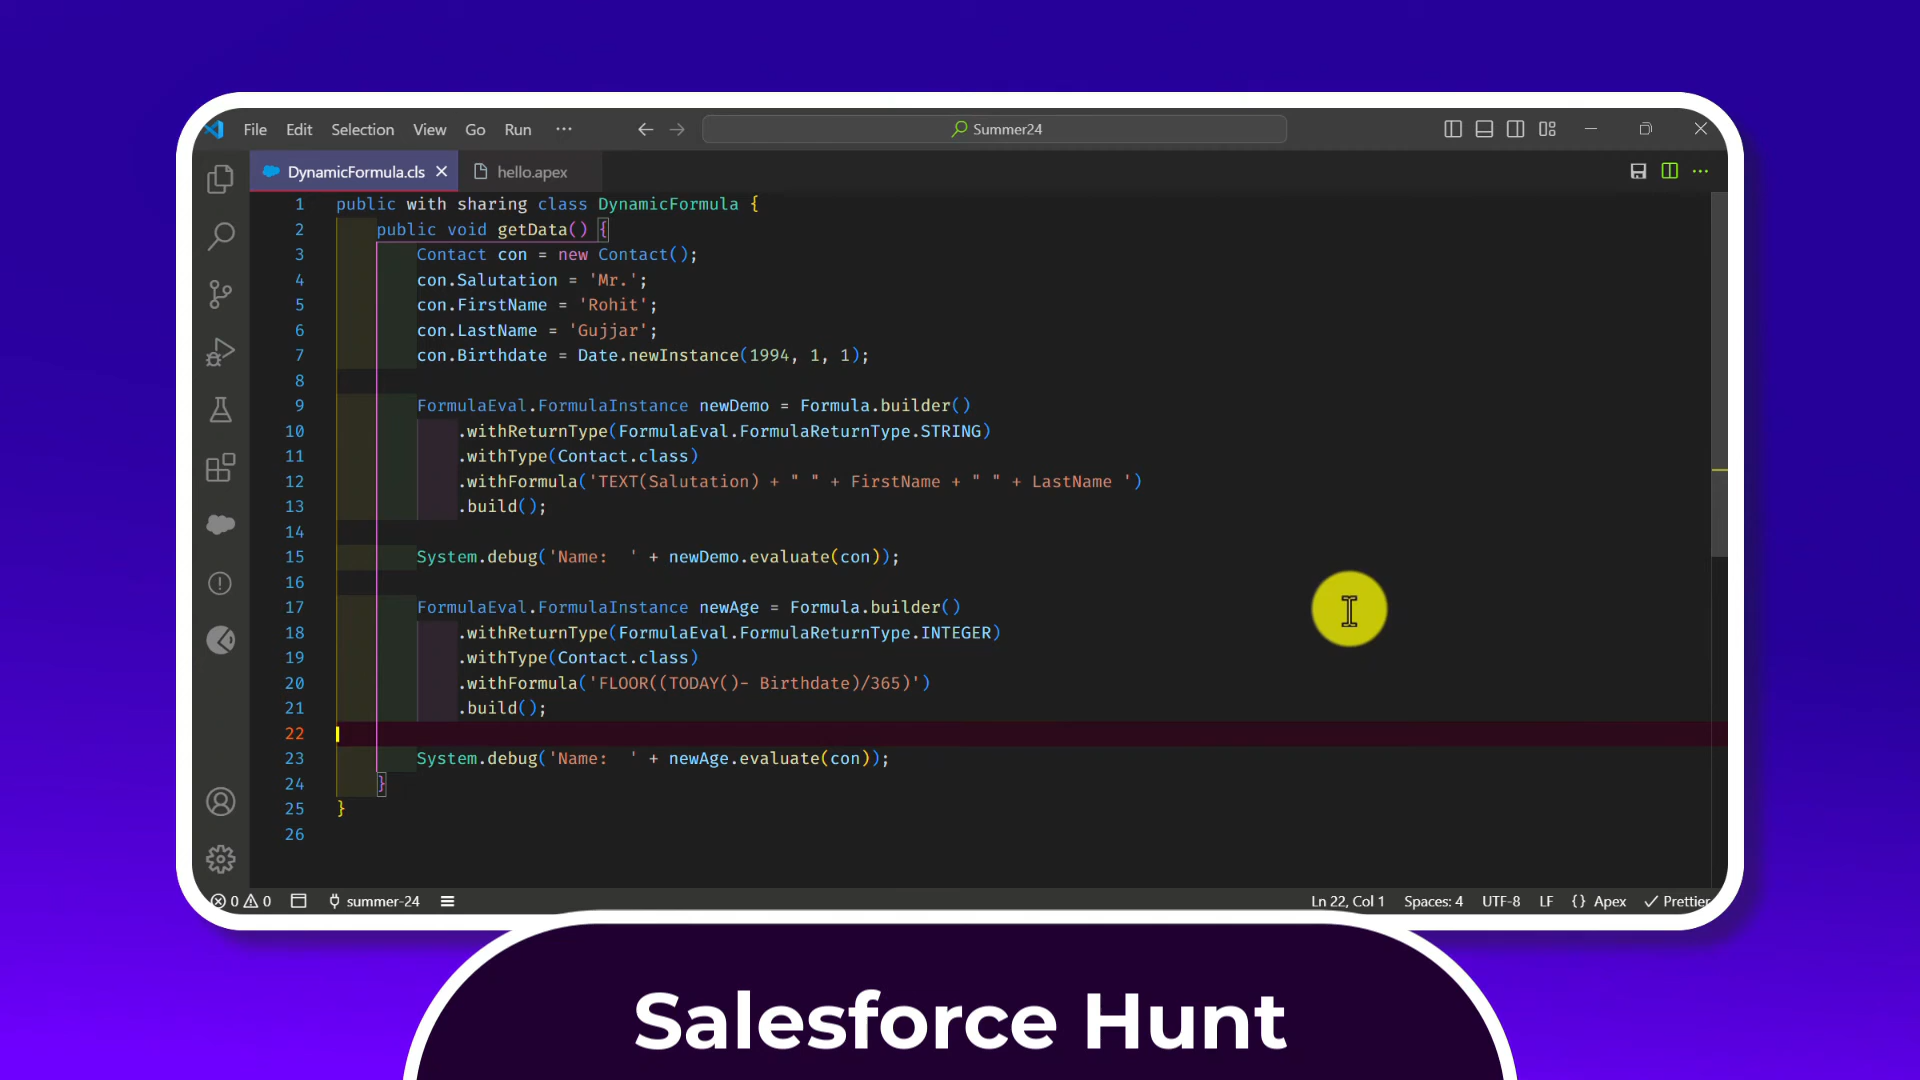 File Edit Selection View Go Run ··· Summer24
DynamicFormula.cls hello.apex
1 public with sharing class DynamicFormula {
2     public void getData() {
3         Contact con = new Contact();
4         con.Salutation = 'Mr.';
5         con.FirstName = 'Rohit';
6         con.LastName = 'Gujjar';
7         con.Birthdate = Date.newInstance(1994, 1, 1);
8
9         FormulaEval.FormulaInstance newDemo = Formula.builder()
10             .withReturnType(FormulaEval.FormulaReturnType.STRING)
11             .withType(Contact.class)
12             .withFormula('TEXT(Salutation) + " " + FirstName + " " + LastName ')
13             .build();
14
15         System.debug('Name:  ' + newDemo.evaluate(con));
16
17         FormulaEval.FormulaInstance newAge = Formula.builder()
18             .withReturnType(FormulaEval.FormulaReturnType.INTEGER)
19             .withType(Contact.class)
20             .withFormula('FLOOR((TODAY()- Birthdate)/365)')
21             .build();
22
23         System.debug('Name:  ' + newAge.evaluate(con));
24     }
25 }
26
0 0 summer-24 Ln 22, Col 1 Spaces: 4 UTF-8 LF {} Apex Prettier
Salesforce Hunt